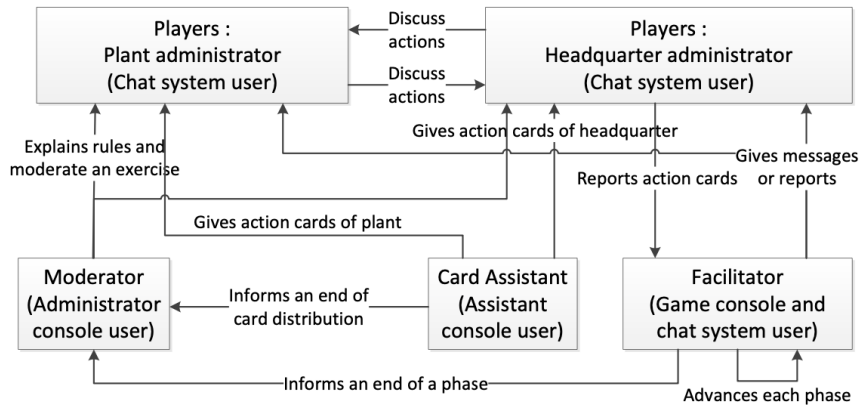 Players :
Plant administrator
(Chat system user)
Discuss
actions
Discuss
actions
Players :
Headquarter administrator
(Chat system user)
Explains rules and
moderate an exercise
Gives action cards of headquarter
Reports action cards
Gives messages
or reports
Gives action cards of plant
Moderator
(Administrator
console user)
Informs an end of
card distribution
Card Assistant
(Assistant
console user)
Facilitator
(Game console and
chat system user)
Informs an end of a phase
Advances each phase